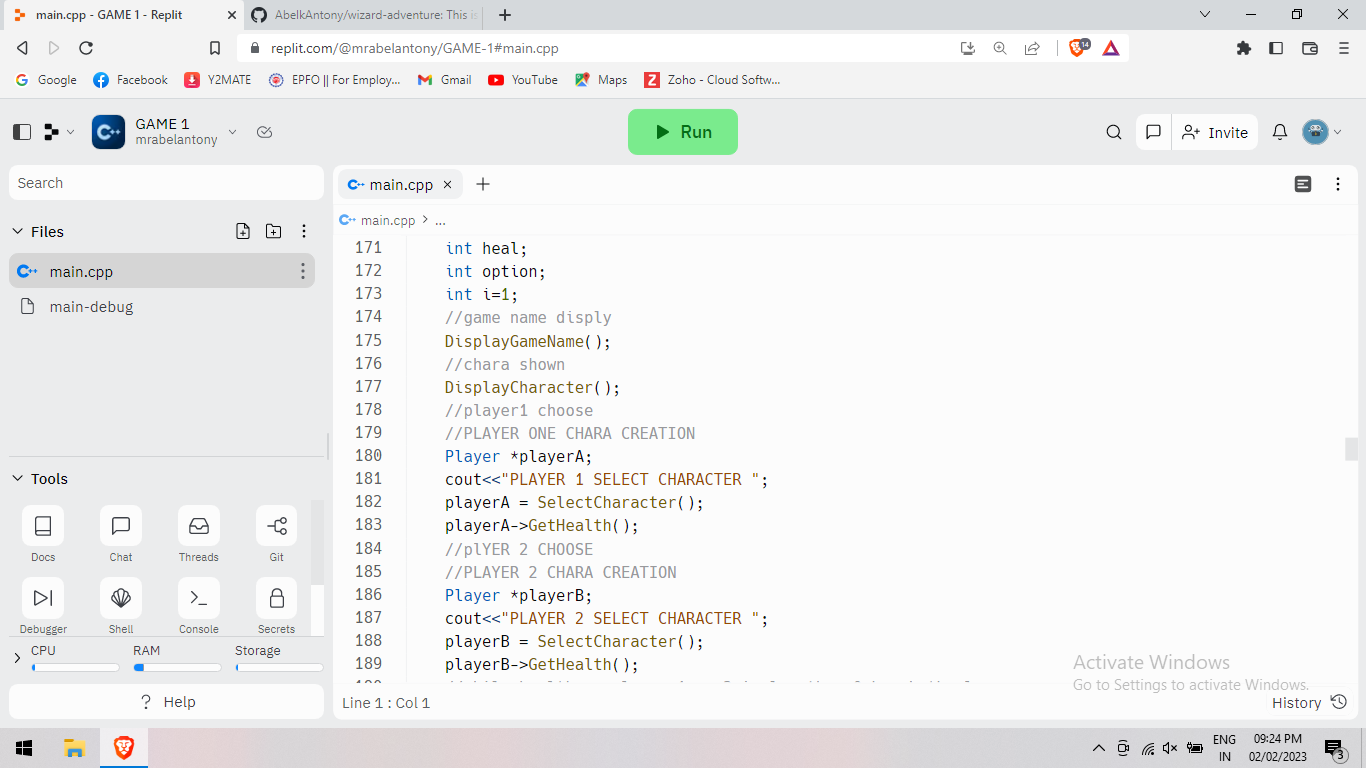 main.cpp - GAME 1 - Replit
AbelkAntony/wizard-adventure: This is
replit.com/@mrabelantony/GAME-1#main.cpp
14
Google
Facebook
Y2MATE
EPFO || For Employ...
Gmail
YouTube
Maps
Zoho - Cloud Softw...
GAME 1
mrabelantony
Run
Invite
Search
Files
main.cpp
main-debug
Tools
Docs
Chat
Threads
Git
Debugger
Shell
Console
Secrets
CPU
RAM
Storage
? Help
main.cpp
main.cpp > ...
171 int heal;
172 int option;
173 int i=1;
174 //game name disply
175 DisplayGameName();
176 //chara shown
177 DisplayCharacter();
178 //player1 choose
179 //PLAYER ONE CHARA CREATION
180 Player *playerA;
181 cout<<"PLAYER 1 SELECT CHARACTER ";
182 playerA = SelectCharacter();
183 playerA->GetHealth();
184 //plYER 2 CHOOSE
185 //PLAYER 2 CHARA CREATION
186 Player *playerB;
187 cout<<"PLAYER 2 SELECT CHARACTER ";
188 playerB = SelectCharacter();
189 playerB->GetHealth();
Activate Windows
Go to Settings to activate Windows.
Line 1 : Col 1
History
ENG
IN
09:24 PM
02/02/2023
3